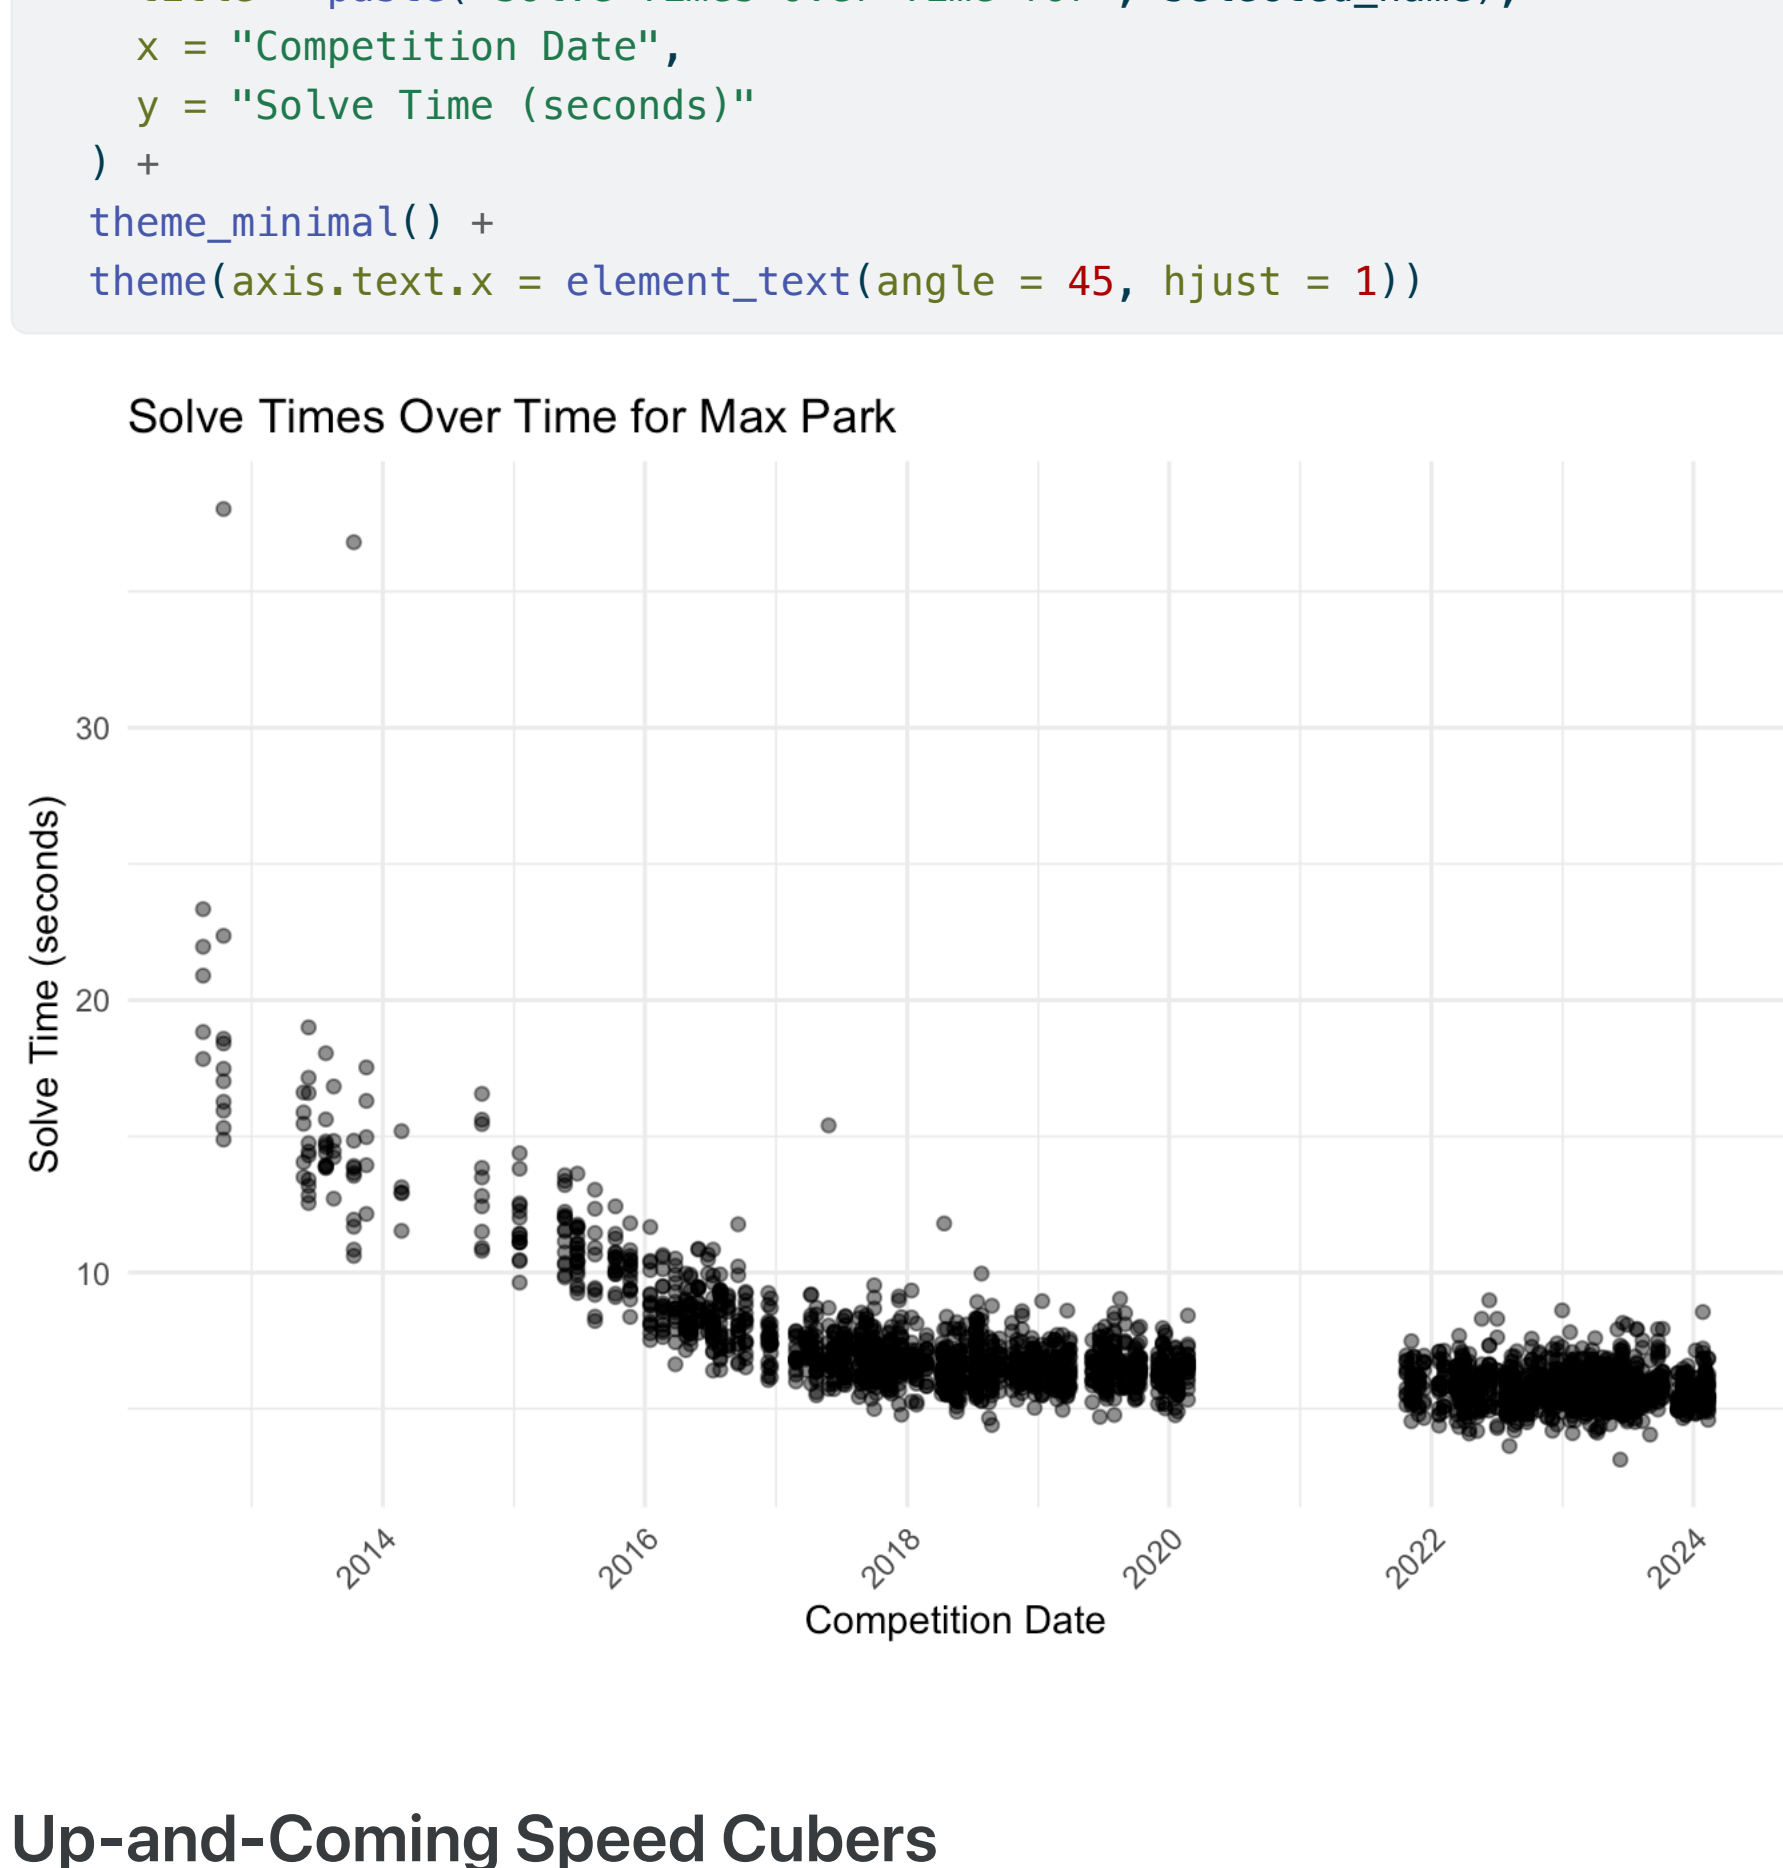 x = "Competition Date",
y = "Solve Time (seconds)"
) +
theme_minimal() +
theme(axis.text.x = element_text(angle = 45, hjust = 1))
Solve Times Over Time for Max Park
30
20
10
Solve Time (seconds)
2014 2016 2018 2020 2022 2024
Competition Date
Up-and-Coming Speed Cubers